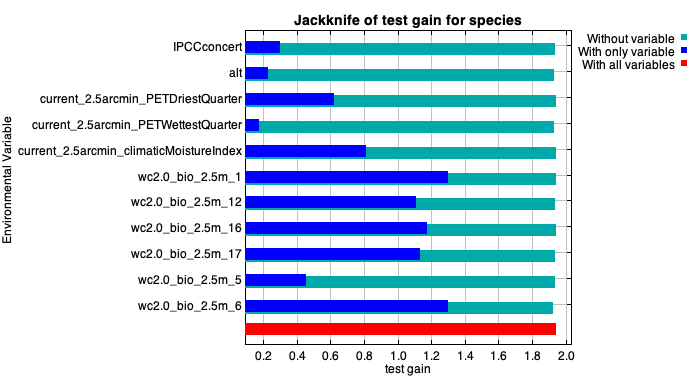 Jackknife of test gain for species
Without variable
With only variable
With all variables
Environmental Variable
IPCCconcert
alt
current_2.5arcmin_PETDriestQuarter
current_2.5arcmin_PETWettestQuarter
current_2.5arcmin_climaticMoistureIndex
wc2.0_bio_2.5m_1
wc2.0_bio_2.5m_12
wc2.0_bio_2.5m_16
wc2.0_bio_2.5m_17
wc2.0_bio_2.5m_5
wc2.0_bio_2.5m_6
0.2 0.4 0.6 0.8 1.0 1.2 1.4 1.6 1.8 2.0
test gain